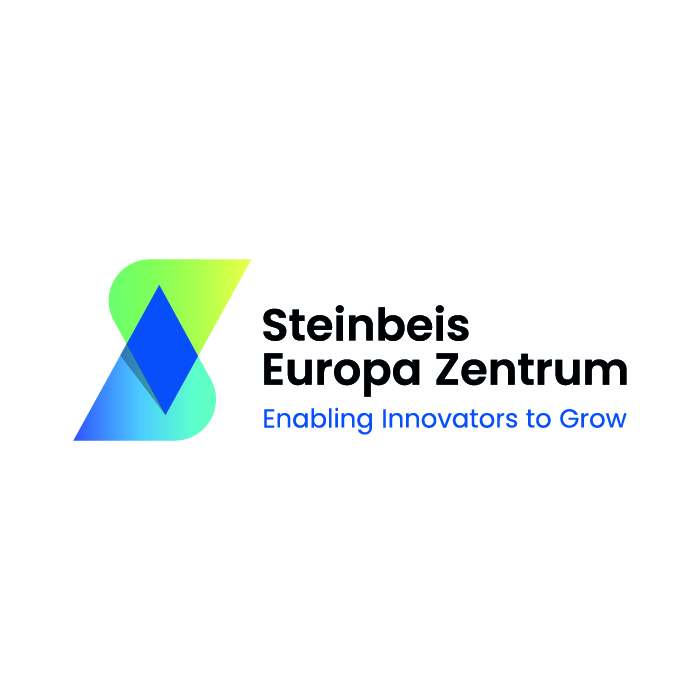 Steinbeis
Europa Zentrum
Enabling Innovators to Grow